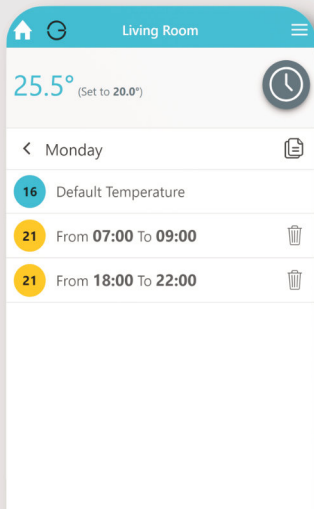 Living Room
25.5° (Set to 20.0°)
Monday
16 Default Temperature
21 From 07:00 To 09:00
21 From 18:00 To 22:00